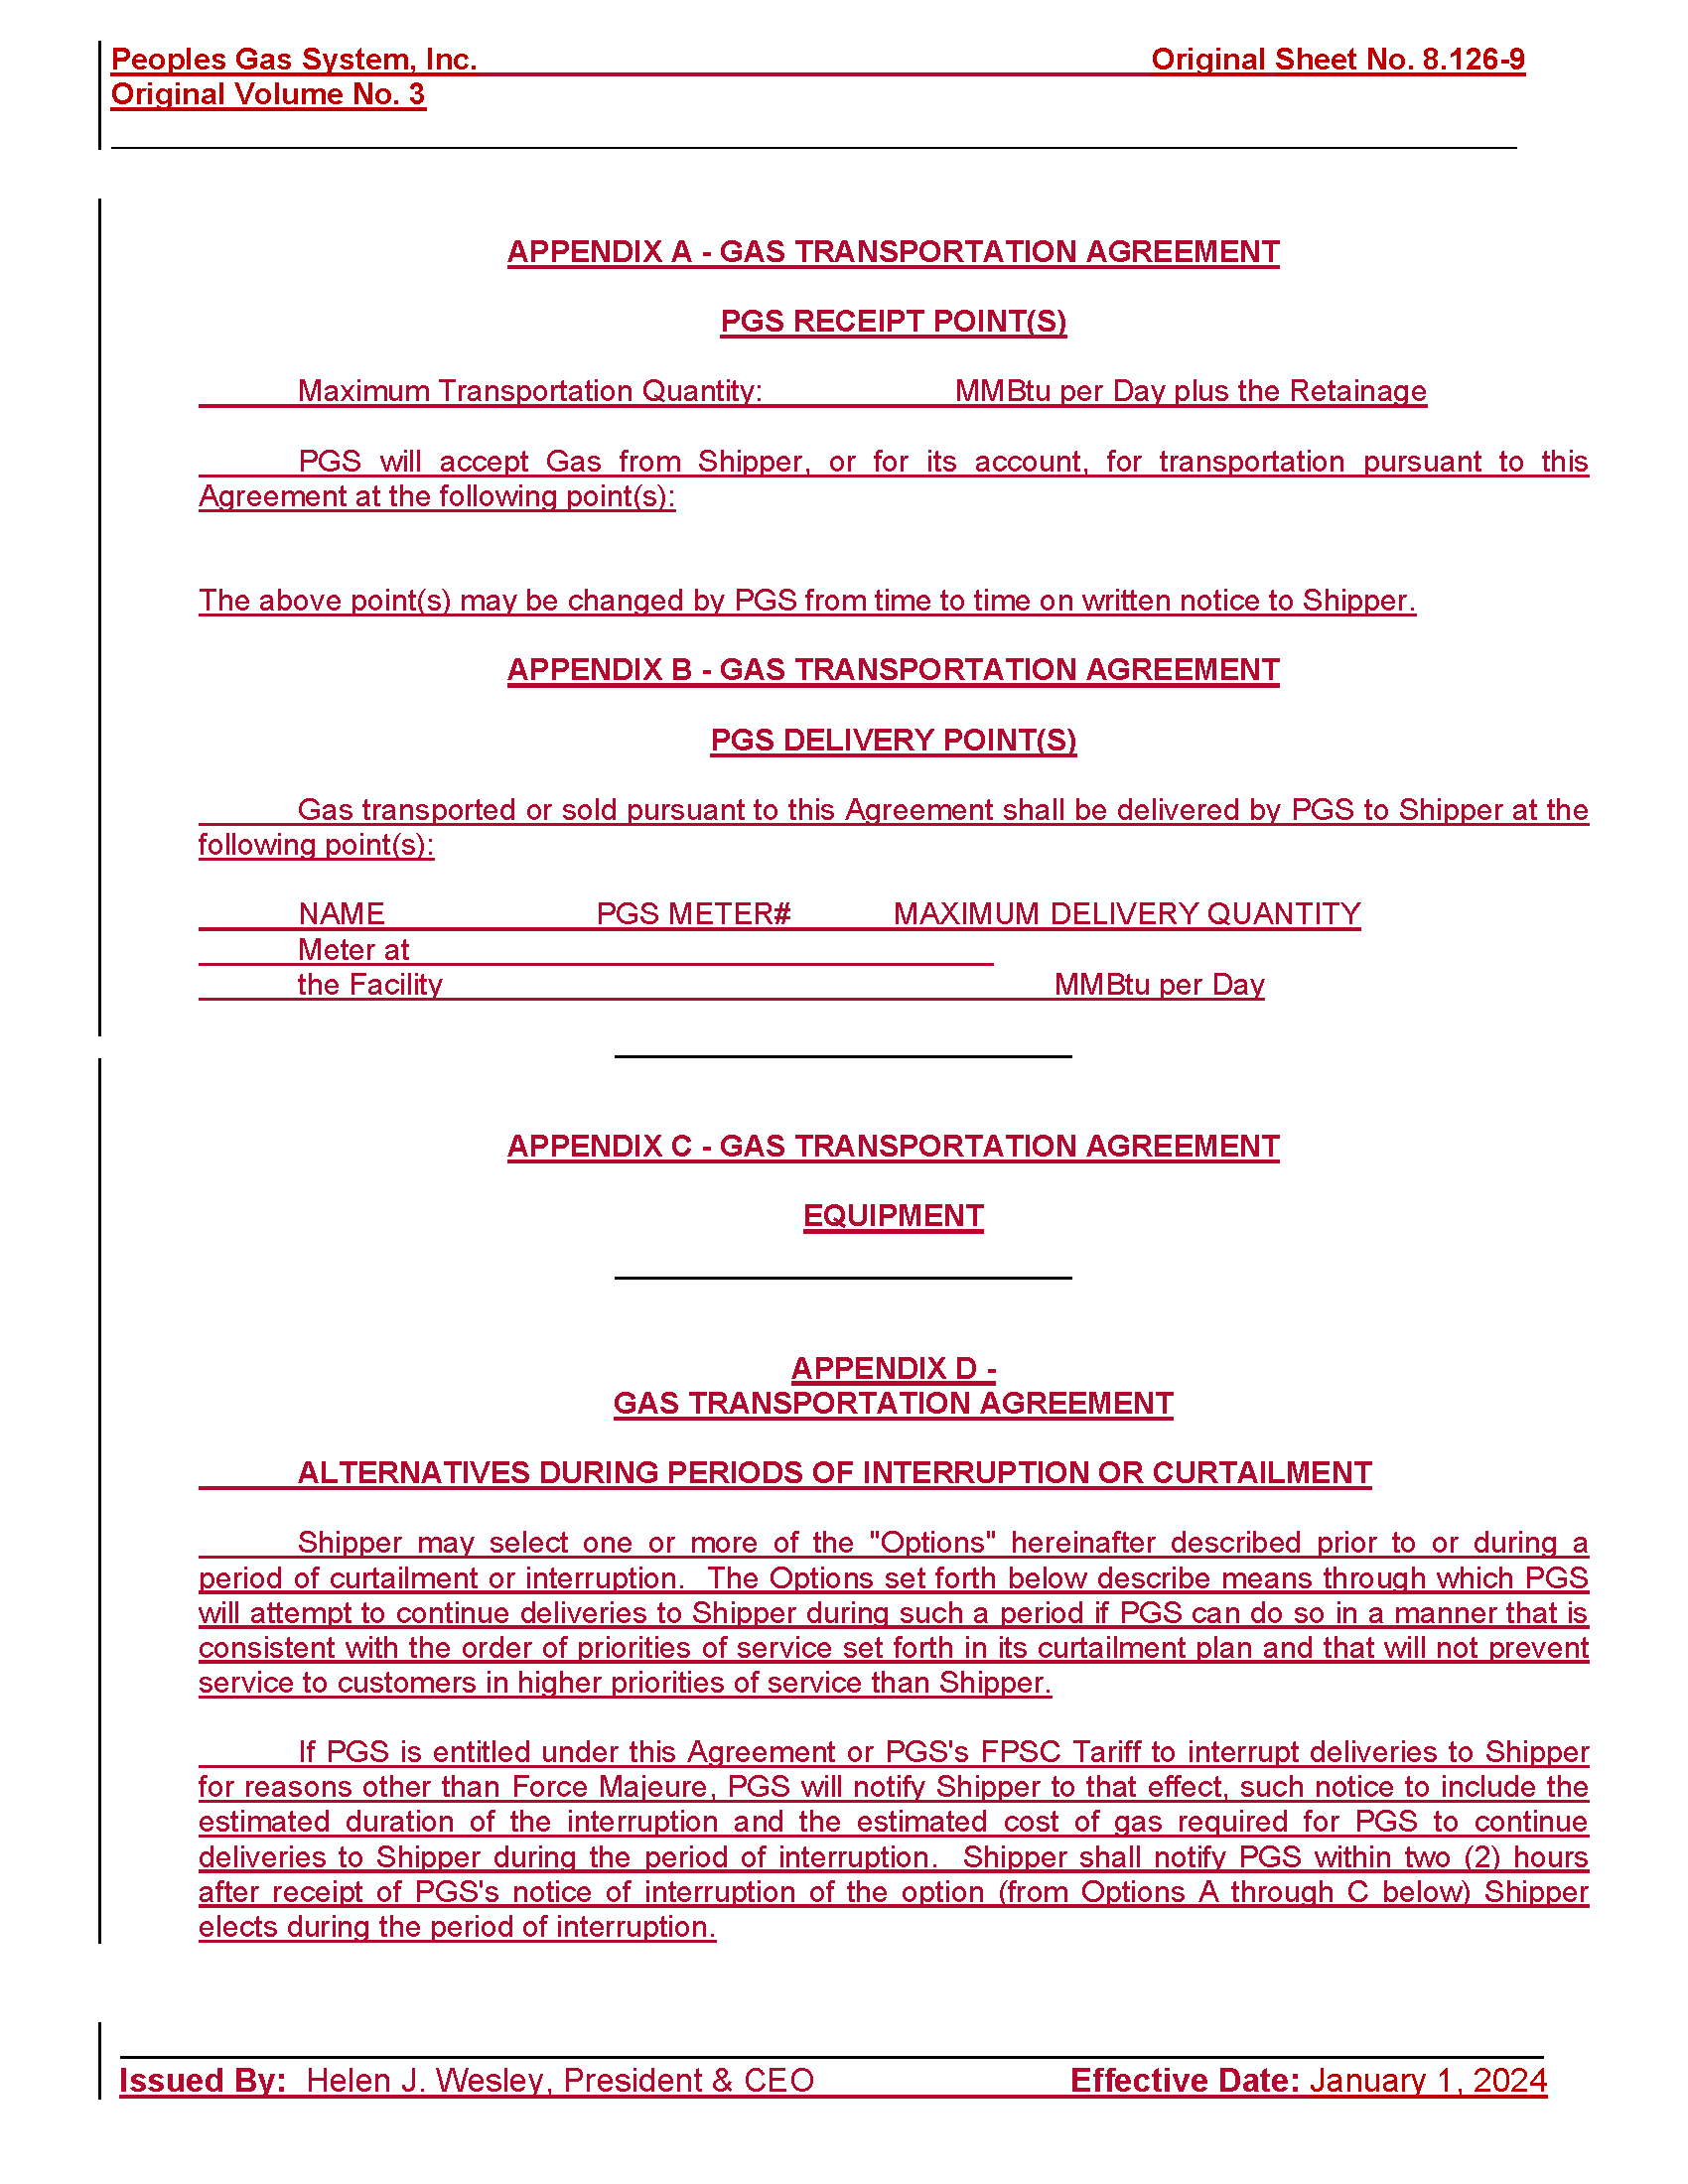 Peoples Gas System, Inc. Original Sheet No. 8.126-9
Original Volume No. 3
APPENDIX A - GAS TRANSPORTATION AGREEMENT
PGS RECEIPT POINT(S)
Maximum Transportation Quantity: MMBtu per Day plus the Retainage
PGS will accept Gas from Shipper, or for its account, for transportation pursuant to this
Agreement at the following point(s):
The above point(s) may be changed by PGS from time to time on written notice to Shipper.
APPENDIX B - GAS TRANSPORTATION AGREEMENT
PGS DELIVERY POINT(S)
Gas transported or sold pursuant to this Agreement shall be delivered by PGS to Shipper at the
following point(s):
NAME PGS METER# MAXIMUM DELIVERY QUANTITY
Meter at
the Facility MMBtu per Day
APPENDIX C - GAS TRANSPORTATION AGREEMENT
EQUIPMENT
APPENDIX D -
GAS TRANSPORTATION AGREEMENT
ALTERNATIVES DURING PERIODS OF INTERRUPTION OR CURTAILMENT
Shipper may select one or more of the "Options" hereinafter described prior to or during a
period of curtailment or interruption. The Options set forth below describe means through which PGS
will attempt to continue deliveries to Shipper during such a period if PGS can do so in a manner that is
consistent with the order of priorities of service set forth in its curtailment plan and that will not prevent
service to customers in higher priorities of service than Shipper.
If PGS is entitled under this Agreement or PGS's FPSC Tariff to interrupt deliveries to Shipper
for reasons other than Force Majeure, PGS will notify Shipper to that effect, such notice to include the
estimated duration of the interruption and the estimated cost of gas required for PGS to continue
deliveries to Shipper during the period of interruption. Shipper shall notify PGS within two (2) hours
after receipt of PGS's notice of interruption of the option (from Options A through C below) Shipper
elects during the period of interruption.
Issued By: Helen J. Wesley, President & CEO Effective Date: January 1, 2024